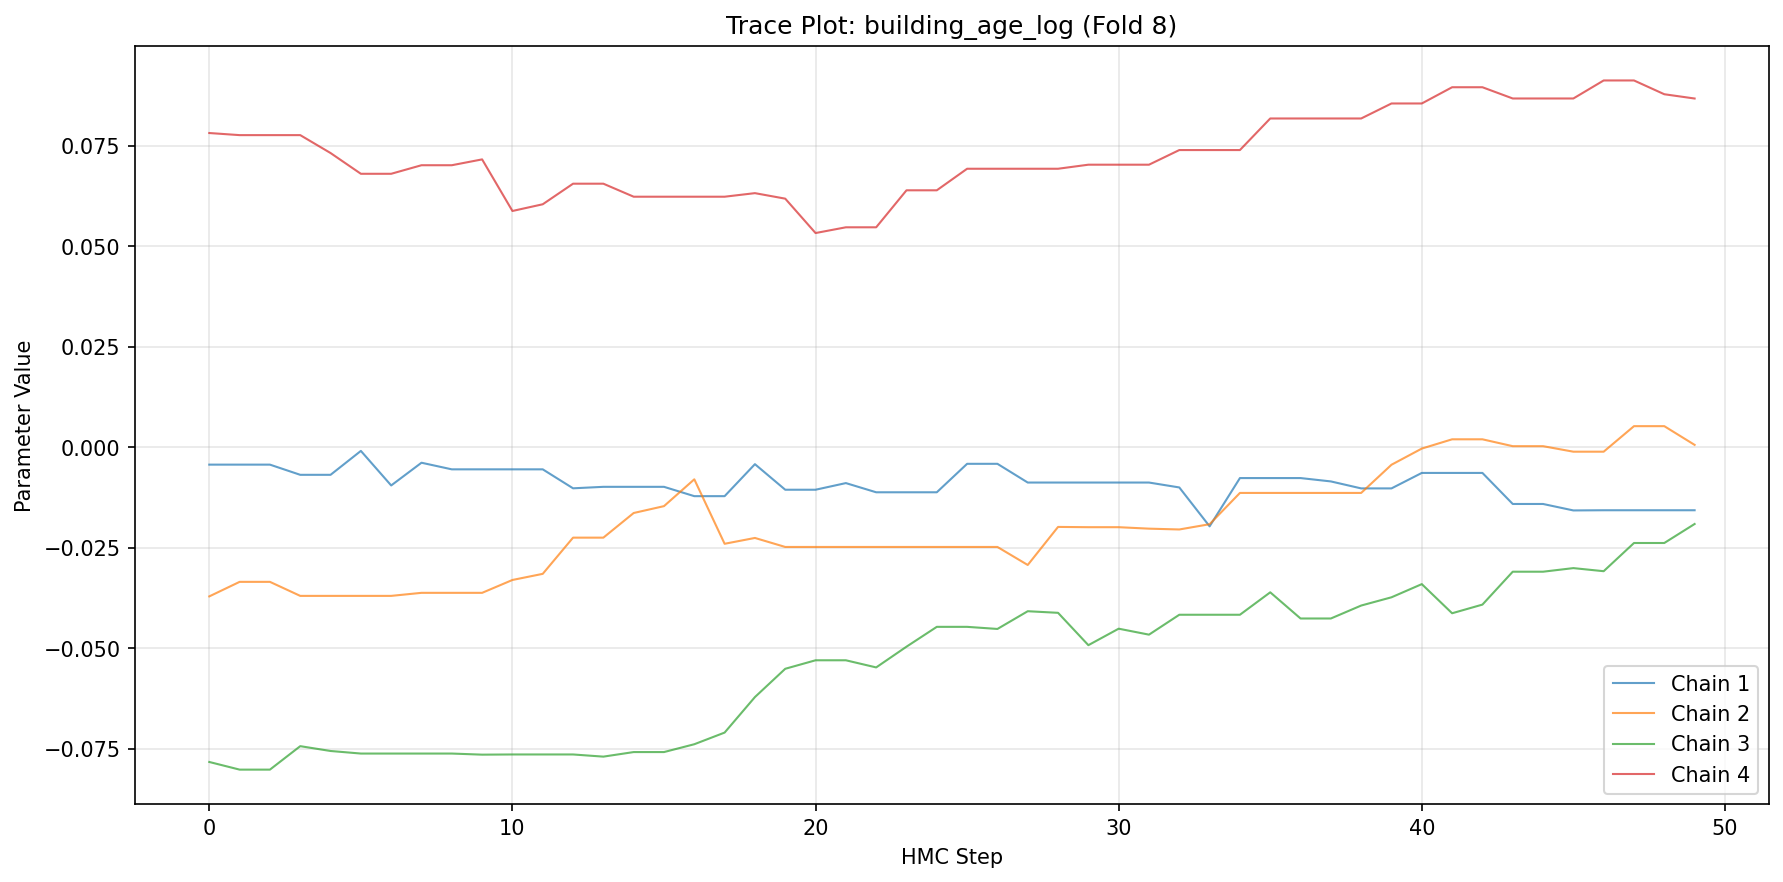 Trace Plot: building_age_log (Fold 8)
Parameter Value
0.075
0.050
0.025
0.000
−0.025
−0.050
−0.075
Chain 1
Chain 2
Chain 3
Chain 4
0 10 20 30 40 50
HMC Step